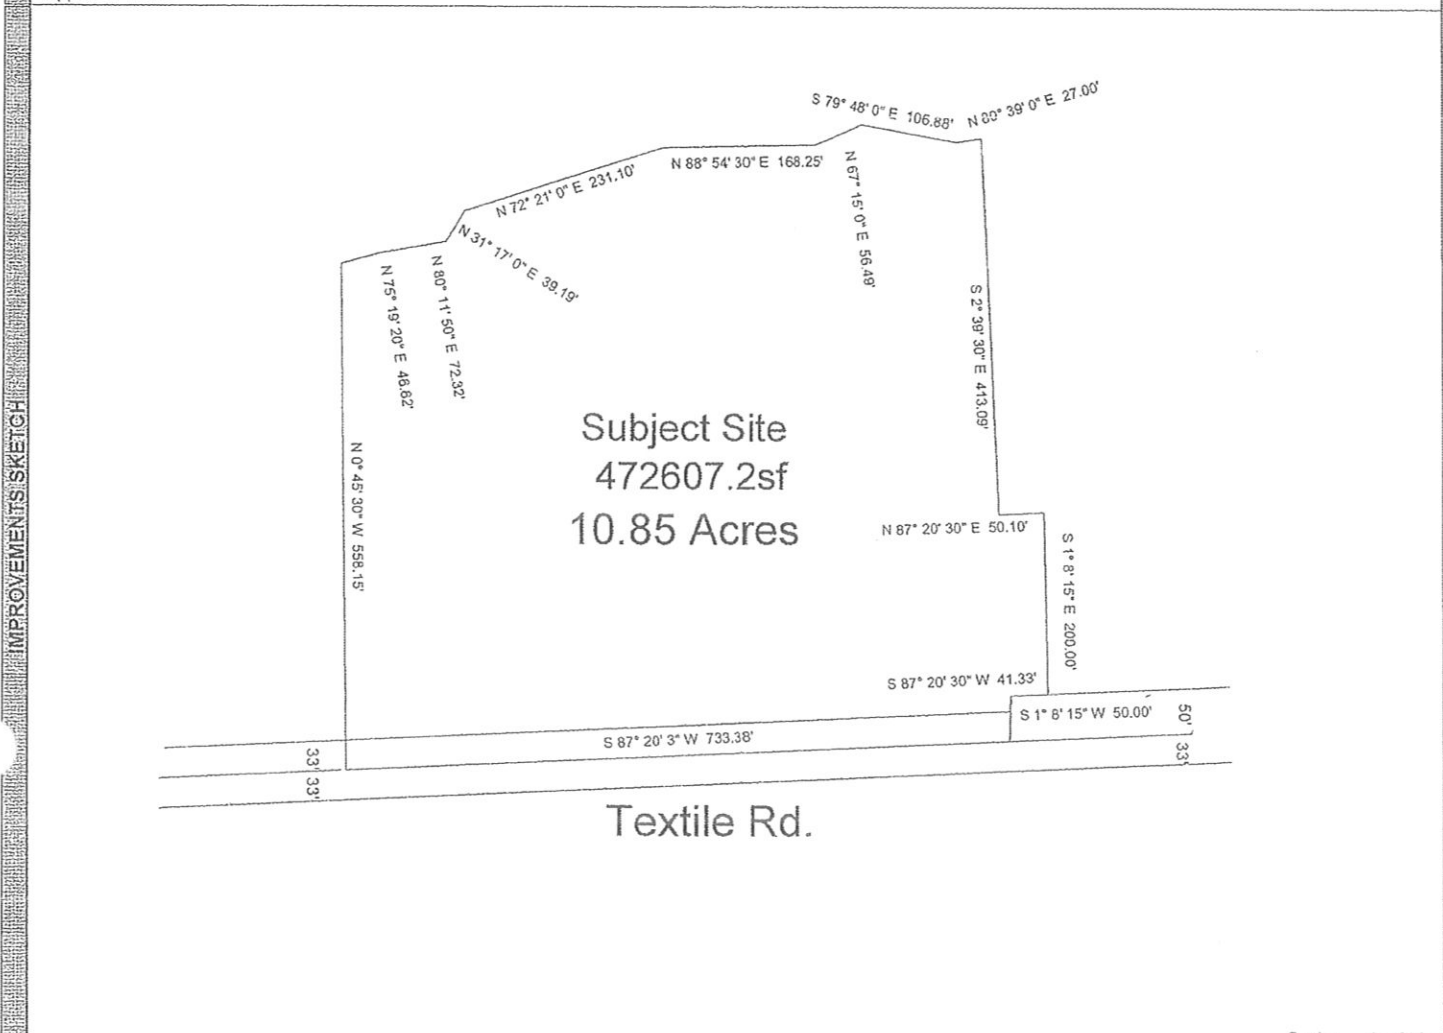 IMPROVEMENTS SKETCH
S 79° 48' 0" E 106.88'
N 80° 39' 0" E 27.00'
N 88° 54' 30" E 168.25'
N 72° 21' 0" E 231.10'
N 67° 15' 0" E 56.49'
N 31° 17' 0" E 39.19'
N 80° 11' 50" E 72.32'
N 75° 19' 20" E 46.62'
S 2° 39' 30" E 413.09'
Subject Site
472607.2sf
10.85 Acres
N 0° 45' 30" W 558.15'
N 87° 20' 30" E 50.10'
S 1° 8' 15" E 200.00'
S 87° 20' 30" W 41.33'
S 1° 8' 15" W 50.00'
50'
S 87° 20' 3" W 733.38'
33'
33'
33'
Textile Rd.